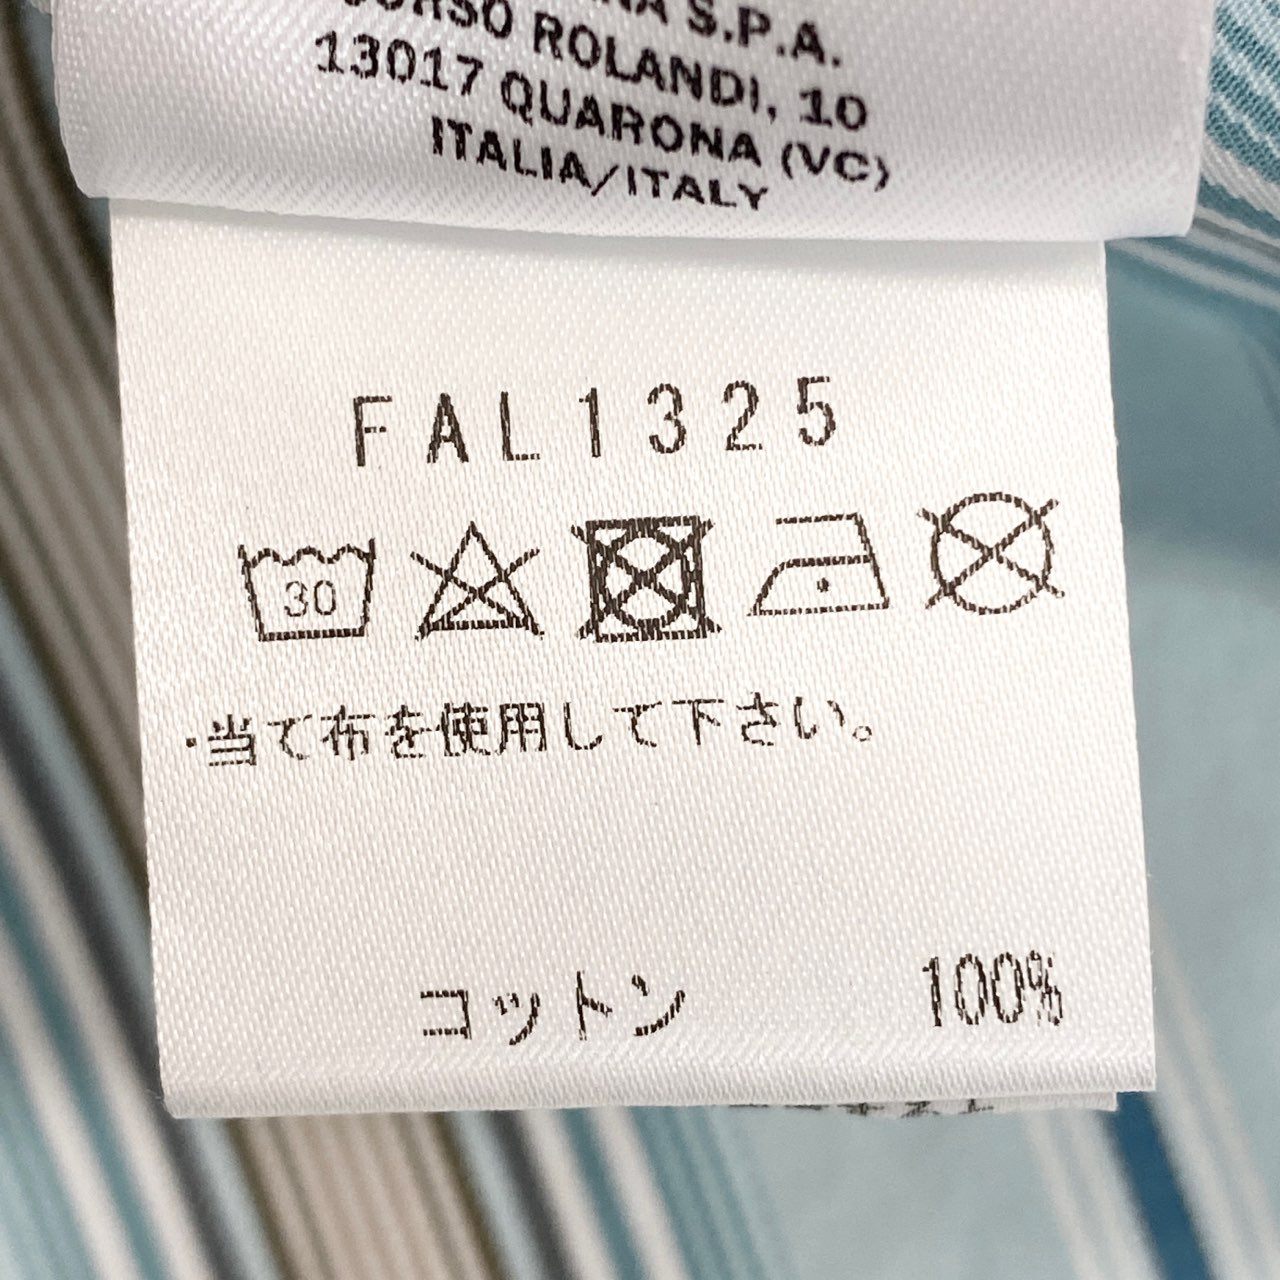 S.P.A.
ROLANDI, 10
13017 QUARONA (VC)
ITALIA/ITALY
FAL1325
30
・当て布を使用して下さい。
コットン 100%